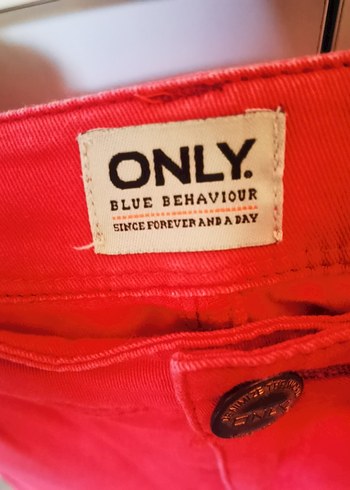 ONLY.
BLUE BEHAVIOUR
SINCE FOREVER AND A DAY